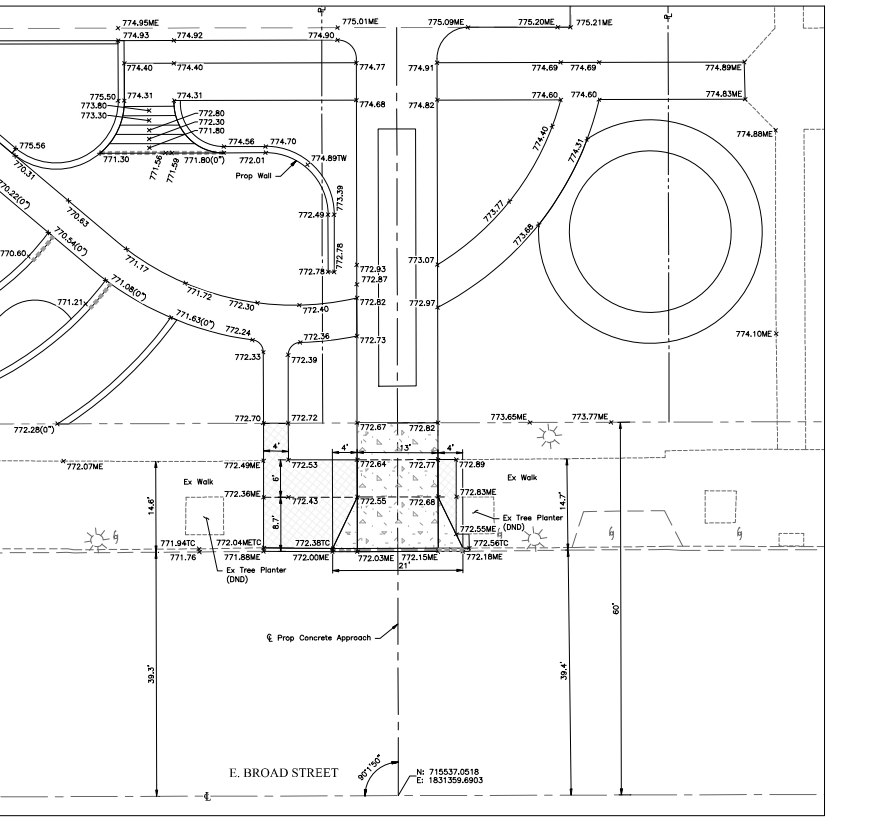 774.95ME
775.01ME
775.09ME
775.20ME
775.21ME
774.93
774.92
774.90
774.40
774.40
774.77
774.91
774.69
774.69
774.89ME
775.50
774.31
774.31
774.68
774.82
774.60
774.60
774.83ME
773.80
773.30
772.80
772.30
771.80
774.40
774.31
774.88ME
775.56
774.56
774.70
771.30
771.56
771.59
771.80(0")
772.01
774.89TW
770.31
Prop Wall
773.39
770.22(0")
770.63
772.49
773.77
773.68
770.54(0")
770.60
771.17
772.78
772.78
772.93
773.07
772.87
771.08(0")
771.72
771.21
772.30
772.40
772.82
772.97
771.63(0")
772.24
772.36
772.73
774.10ME
772.33
772.39
772.70
772.72
772.67
772.82
773.65ME
773.77ME
772.28(0")
4'
4'
13'
4'
772.07ME
772.49ME
772.53
772.64
772.77
772.89
Ex Walk
Ex Walk
6'
14.6'
14.7'
772.36ME
772.43
772.55
772.68
772.83ME
8.7'
Ex Tree Planter
(DND)
772.55ME
771.94TC
772.04METC
772.38TC
772.56TC
771.76
771.88ME
772.00ME
772.03ME
772.15ME
772.18ME
21'
Ex Tree Planter
(DND)
60'
℄ Prop Concrete Approach
39.3'
39.4'
90°1'50"
E. BROAD STREET
N: 715537.0518
E: 1831359.6903
℄